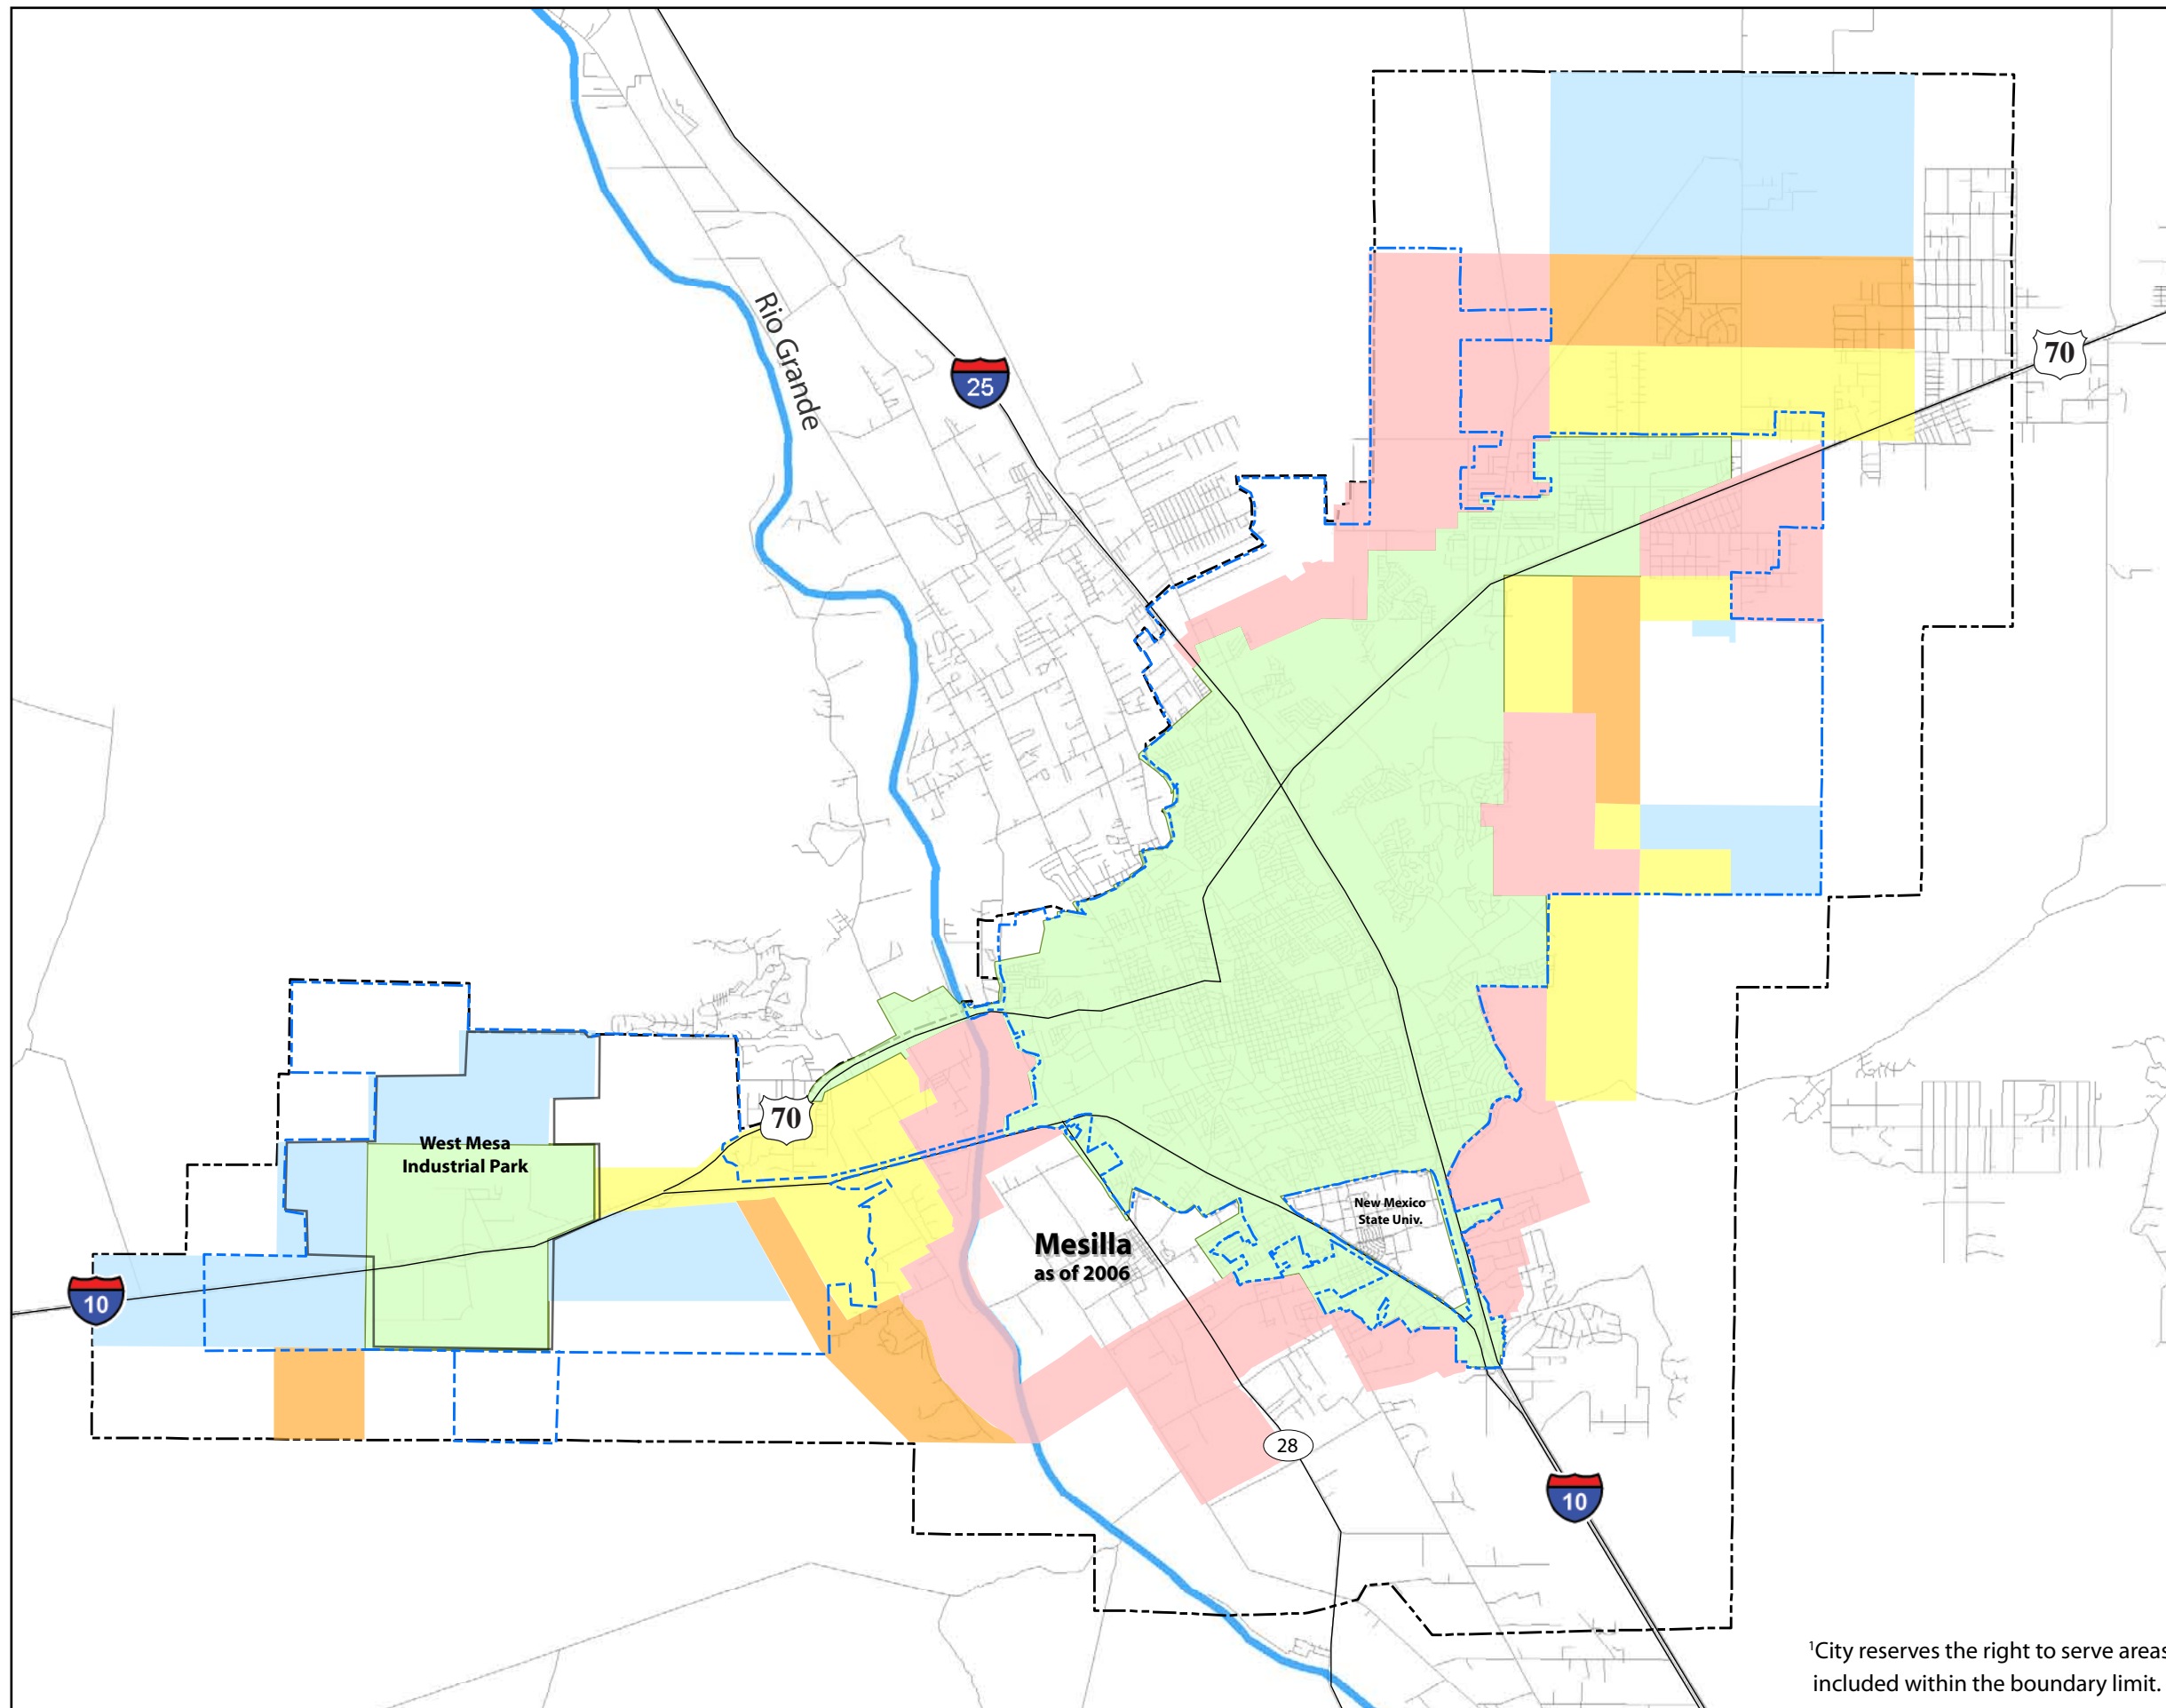 Rio Grande
25
70
70
West Mesa
Industrial Park
New Mexico
State Univ.
Mesilla
as of 2006
10
28
10
¹City reserves the right to serve areas
included within the boundary limit.